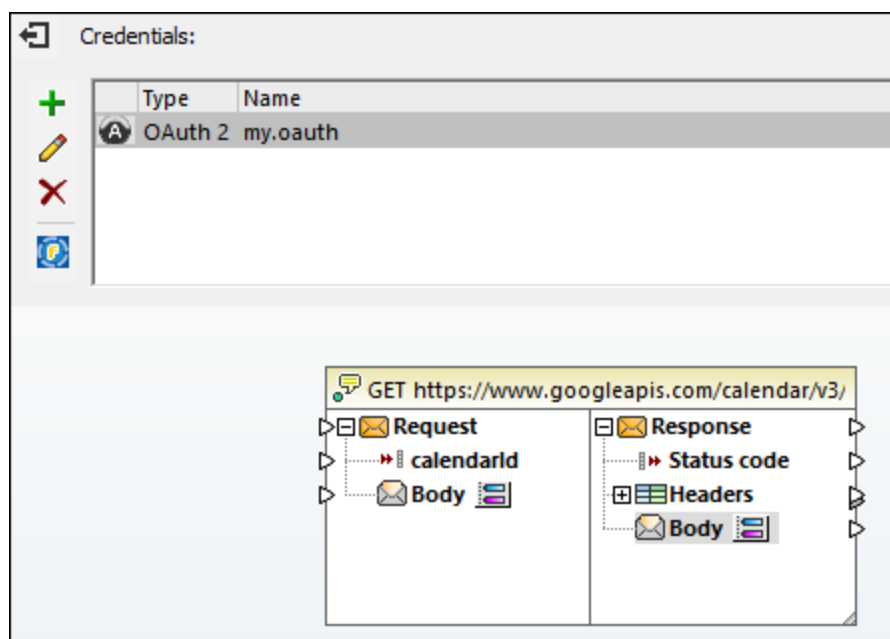 Credentials:
Type Name
A OAuth 2 my.oauth
F
GET https://www.googleapis.com/calendar/v3/
Request Response
calendarId Status code
Body Headers
Body